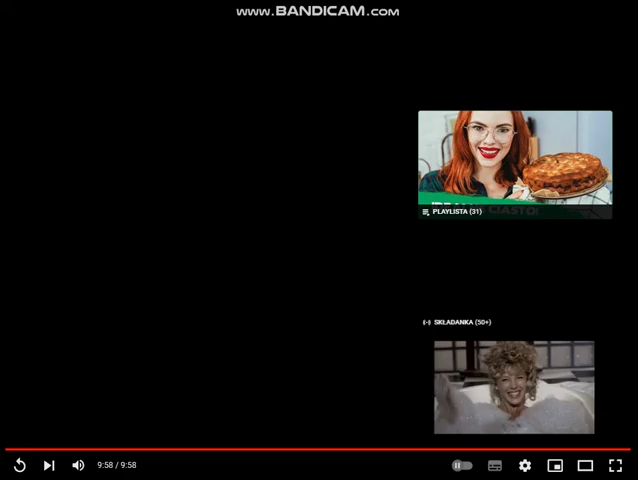 www.BANDICAM.com
PLAYLISTA (31)
SKŁADANKA (50+)
9:58 / 9:58